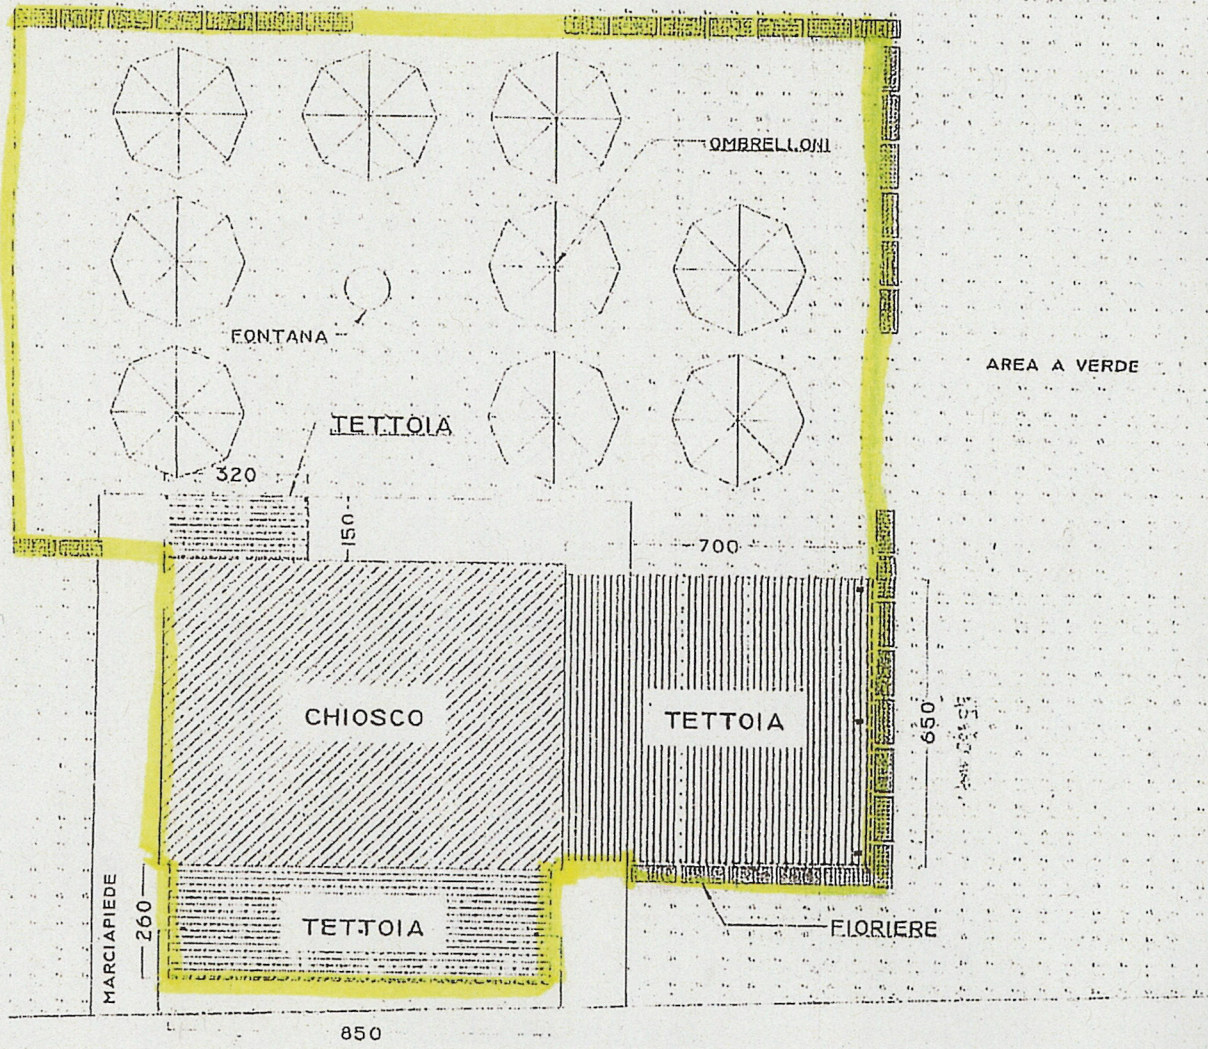 OMBRELLONI
FONTANA
AREA A VERDE
TETTOIA
320
150
700
CHIOSCO
TETTOIA
650
MARCIAPIEDE
260
TETTOIA
FIORIERE
850